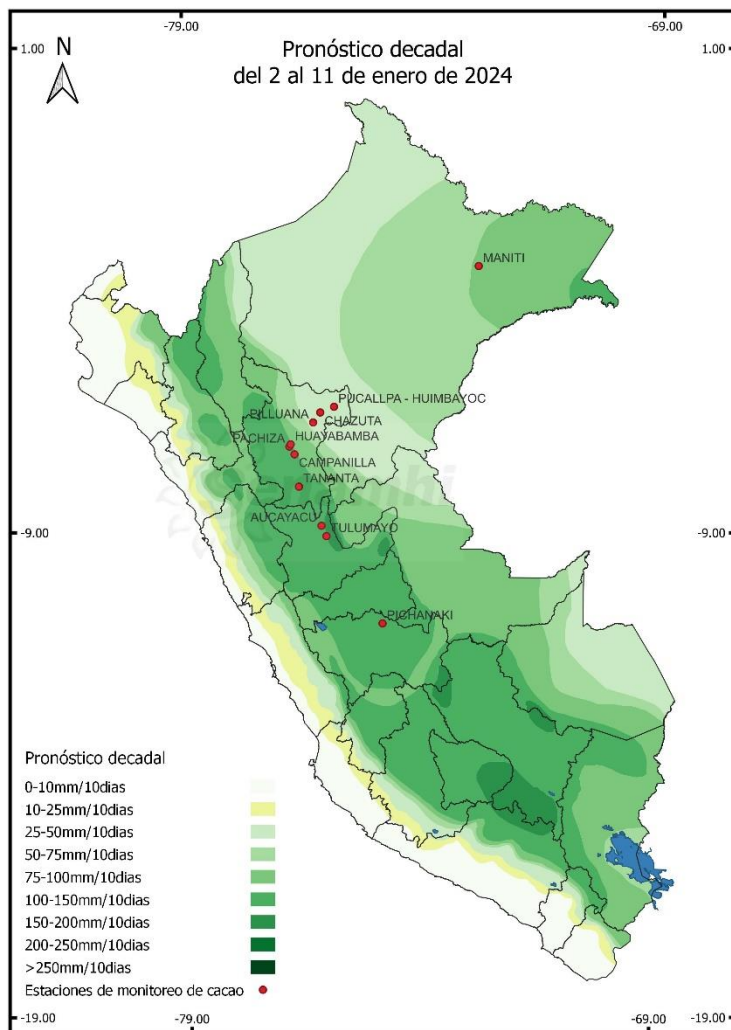 -79.00
-69.00
1.00
1.00
N
Pronóstico decadal
del 2 al 11 de enero de 2024
MANITI
PUCALLPA - HUIMBAYOC
PILLUANA
CHAZUTA
PACHIZA
HUAYABAMBA
CAMPANILLA
TANANTA
senamhi
AUCAYACU
TULUMAYO
-9.00
-9.00
PICHANAKI
Pronóstico decadal
0-10mm/10dias
10-25mm/10dias
25-50mm/10dias
50-75mm/10dias
75-100mm/10dias
100-150mm/10dias
150-200mm/10dias
200-250mm/10dias
>250mm/10dias
Estaciones de monitoreo de cacao
-19.00
-19.00
-79.00
-69.00